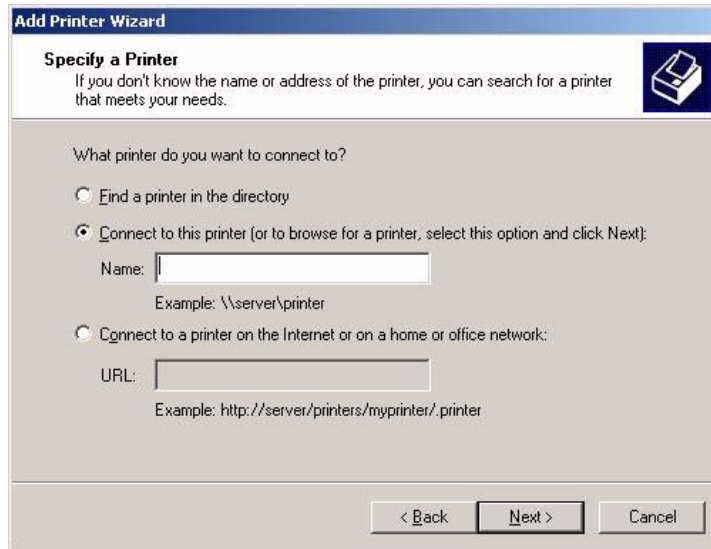 Add Printer Wizard
Specify a Printer
If you don't know the name or address of the printer, you can search for a printer
that meets your needs.
What printer do you want to connect to?
Find a printer in the directory
Connect to this printer (or to browse for a printer, select this option and click Next):
Name:
Example: \\server\printer
Connect to a printer on the Internet or on a home or office network:
URL:
Example: http://server/printers/myprinter/.printer
< Back Next > Cancel